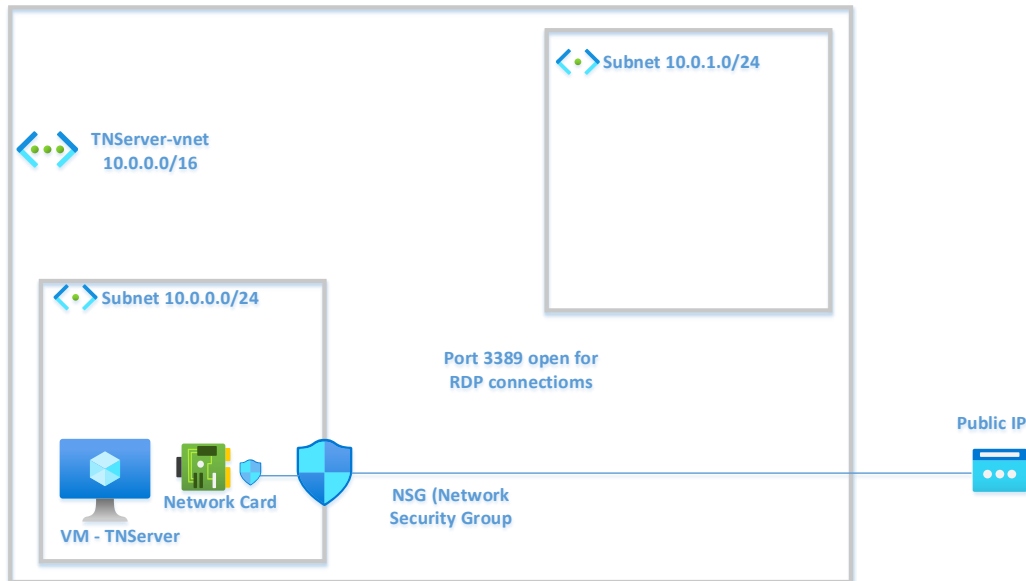 Subnet 10.0.1.0/24
TNServer-vnet
10.0.0.0/16
Subnet 10.0.0.0/24
Port 3389 open for
RDP connectioms
Public IP
Network Card
NSG (Network
Security Group
VM - TNServer